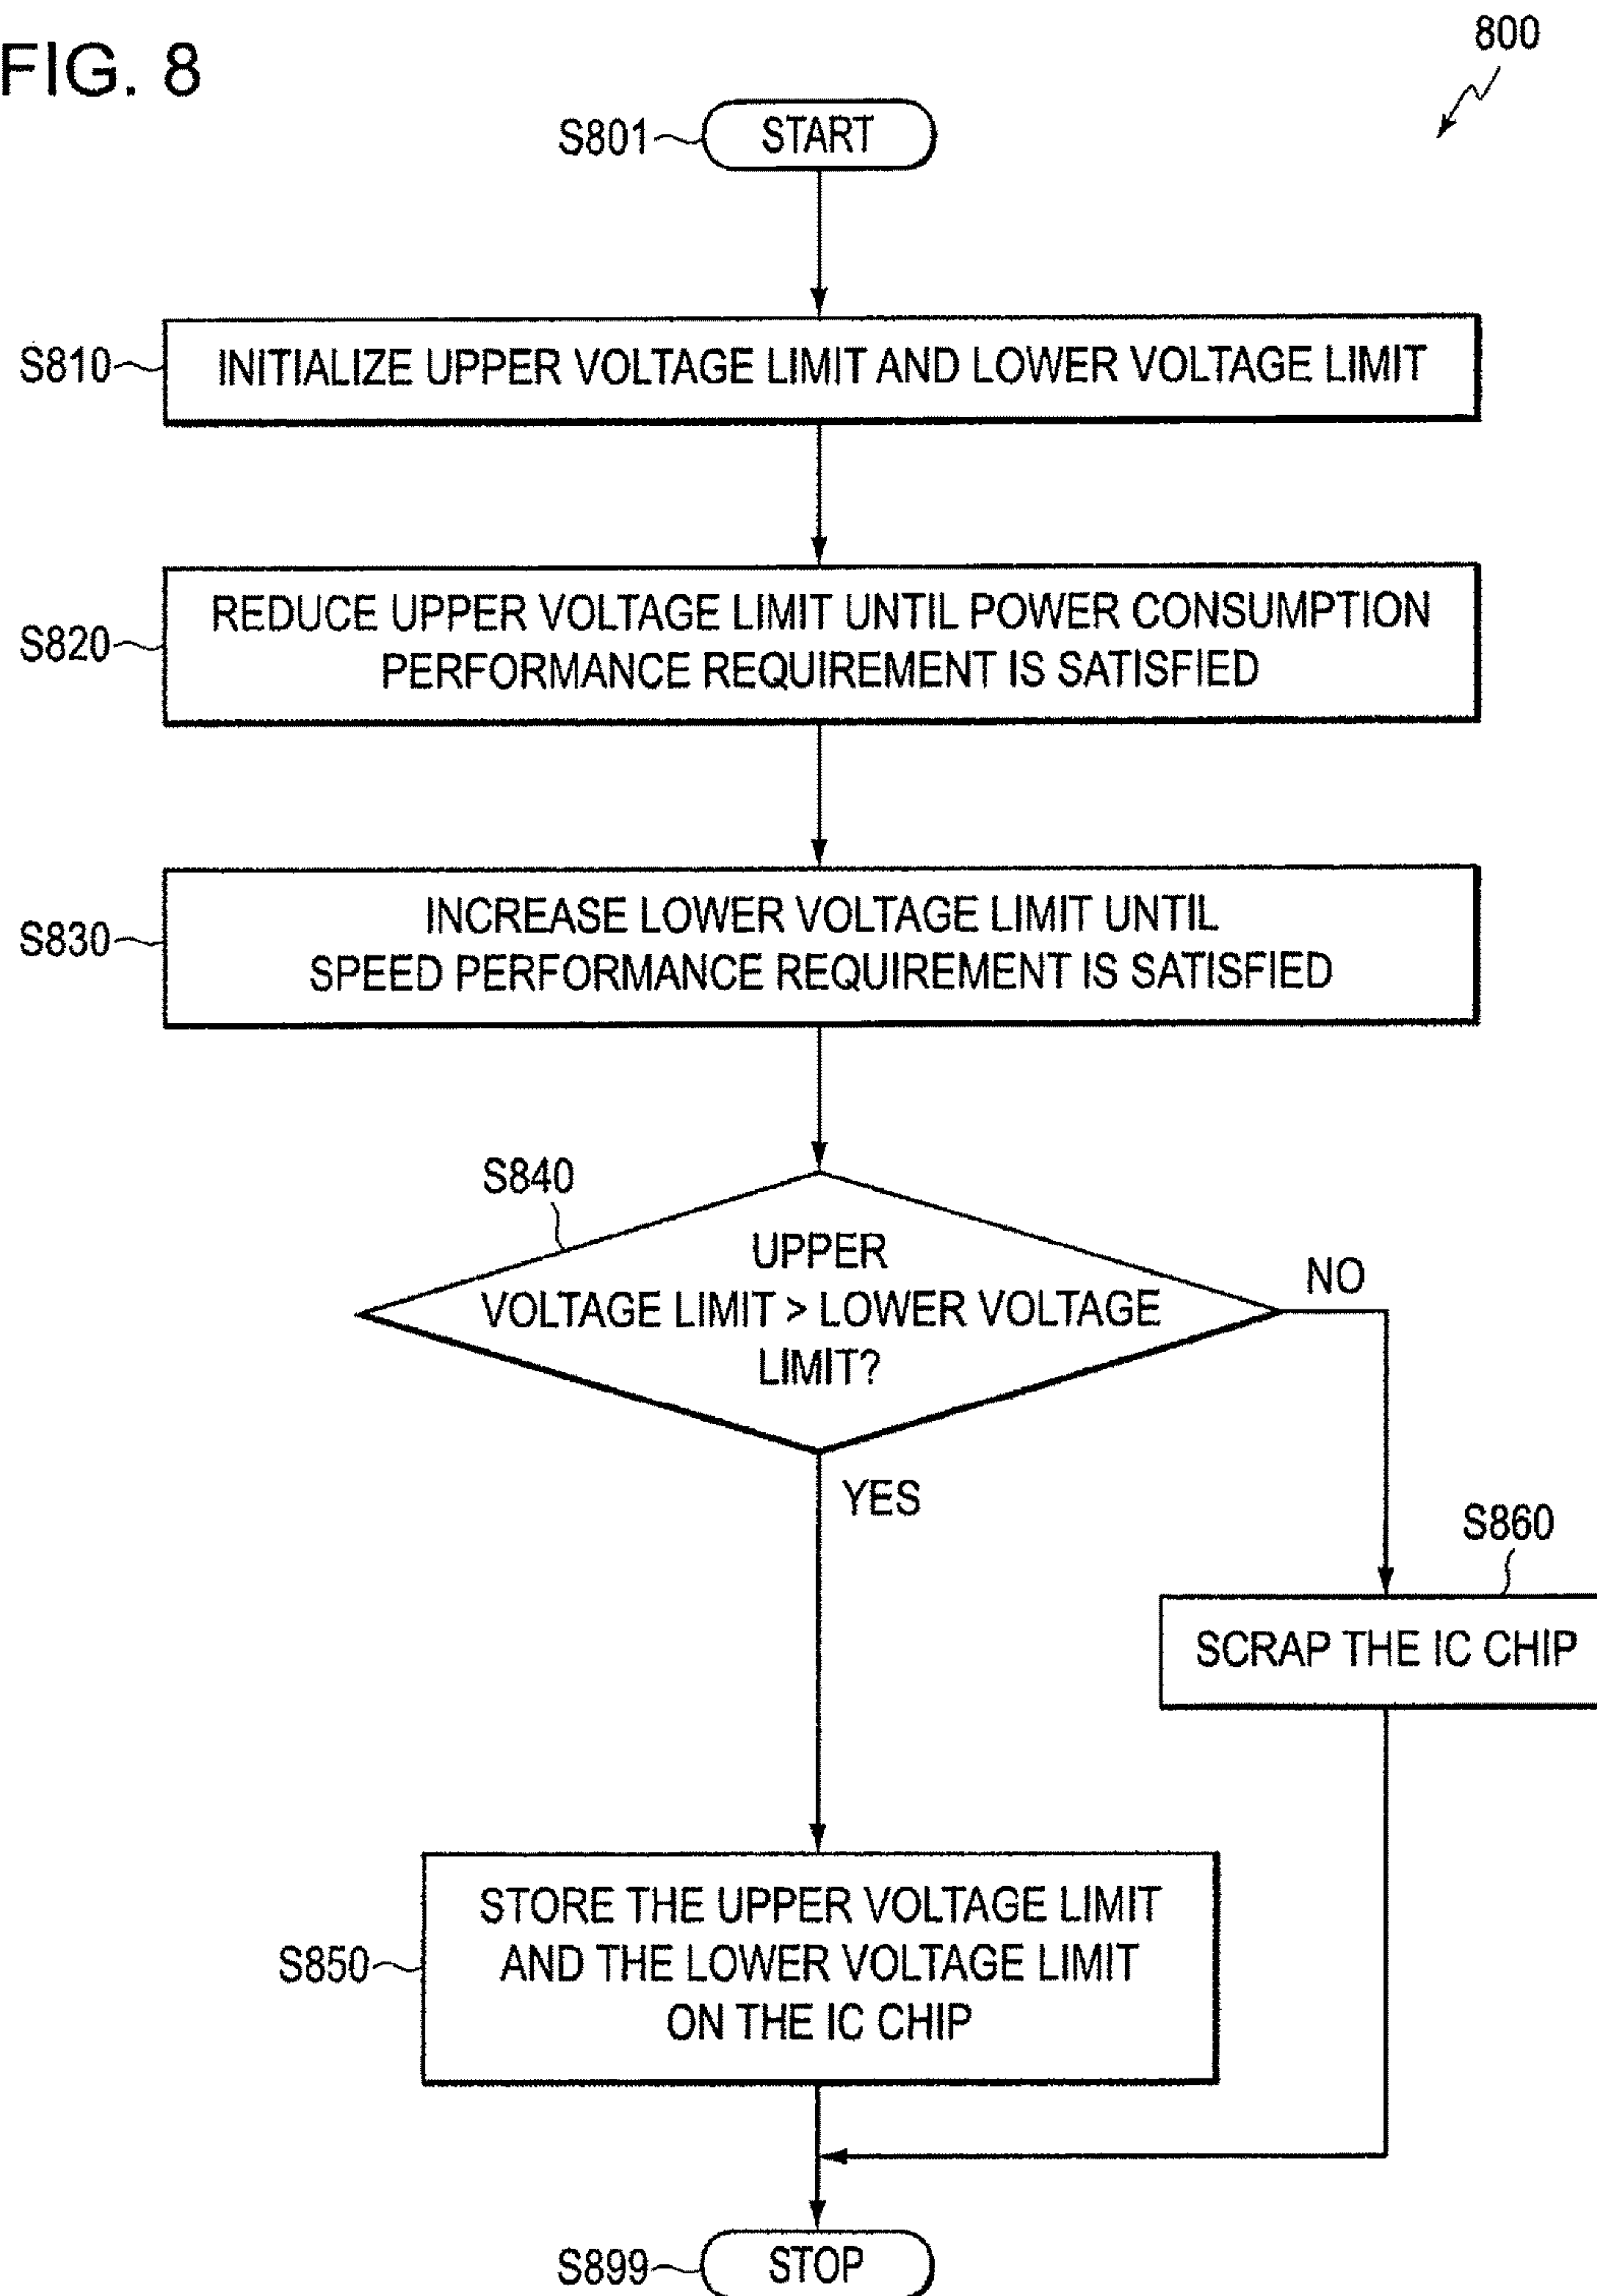 FIG. 8
800
S801
START
S810
INITIALIZE UPPER VOLTAGE LIMIT AND LOWER VOLTAGE LIMIT
S820
REDUCE UPPER VOLTAGE LIMIT UNTIL POWER CONSUMPTION
PERFORMANCE REQUIREMENT IS SATISFIED
S830
INCREASE LOWER VOLTAGE LIMIT UNTIL
SPEED PERFORMANCE REQUIREMENT IS SATISFIED
S840
UPPER
VOLTAGE LIMIT > LOWER VOLTAGE
LIMIT?
NO
YES
S860
SCRAP THE IC CHIP
S850
STORE THE UPPER VOLTAGE LIMIT
AND THE LOWER VOLTAGE LIMIT
ON THE IC CHIP
S899
STOP